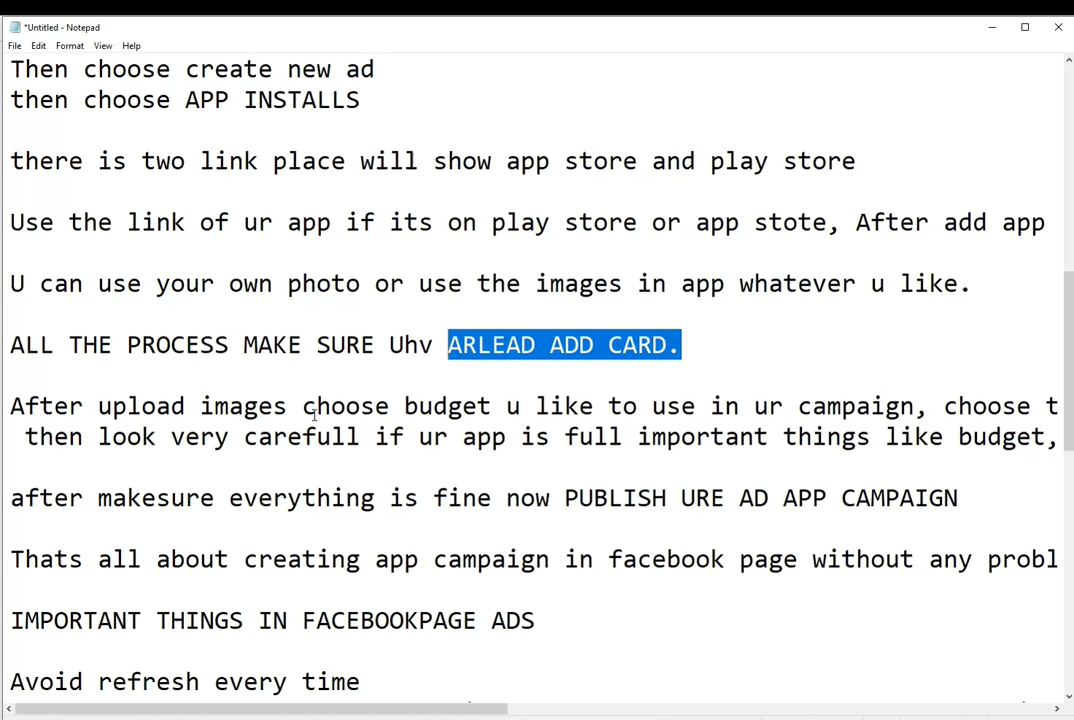 *Untitled - Notepad
File Edit Format View Help
Then choose create new ad
then choose APP INSTALLS
there is two link place will show app store and play store
Use the link of ur app if its on play store or app stote, After add app
U can use your own photo or use the images in app whatever u like.
ALL THE PROCESS MAKE SURE Uhv ARLEAD ADD CARD.
After upload images choose budget u like to use in ur campaign, choose t
then look very carefull if ur app is full important things like budget,
after makesure everything is fine now PUBLISH URE AD APP CAMPAIGN
Thats all about creating app campaign in facebook page without any probl
IMPORTANT THINGS IN FACEBOOKPAGE ADS
Avoid refresh every time